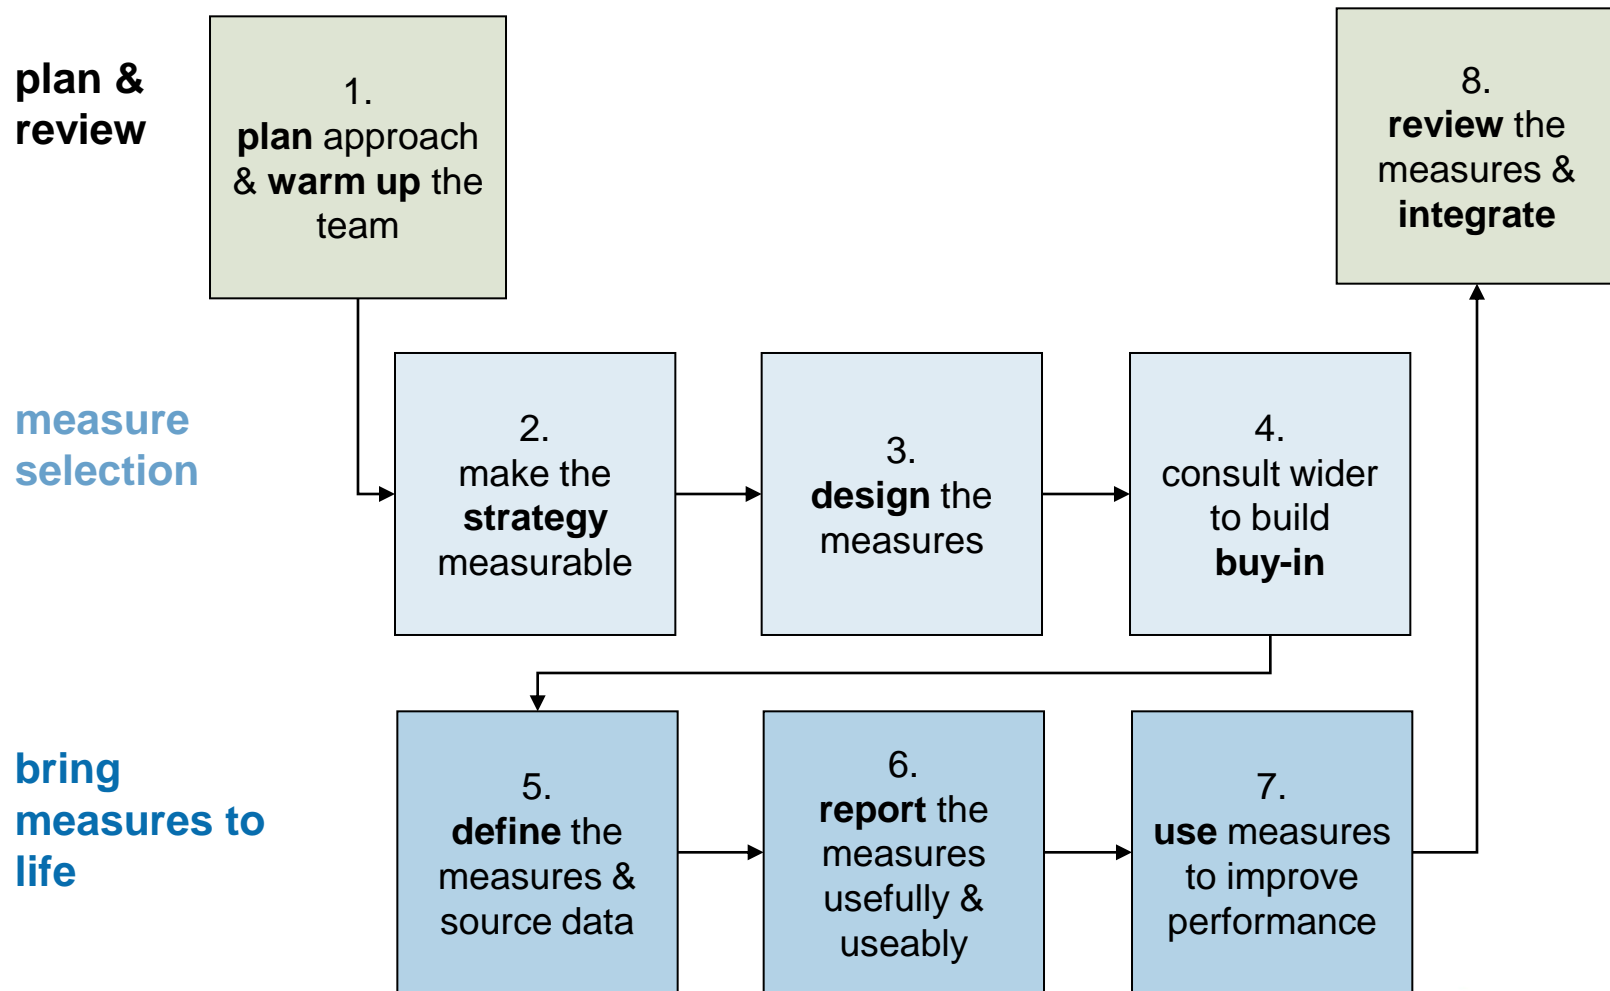 plan &
review
1.
plan approach
& warm up the
team
8.
review the
measures &
integrate
measure
selection
2.
make the
strategy
measurable
3.
design the
measures
4.
consult wider
to build
buy-in
bring
measures to
life
5.
define the
measures &
source data
6.
report the
measures
usefully &
useably
7.
use measures
to improve
performance